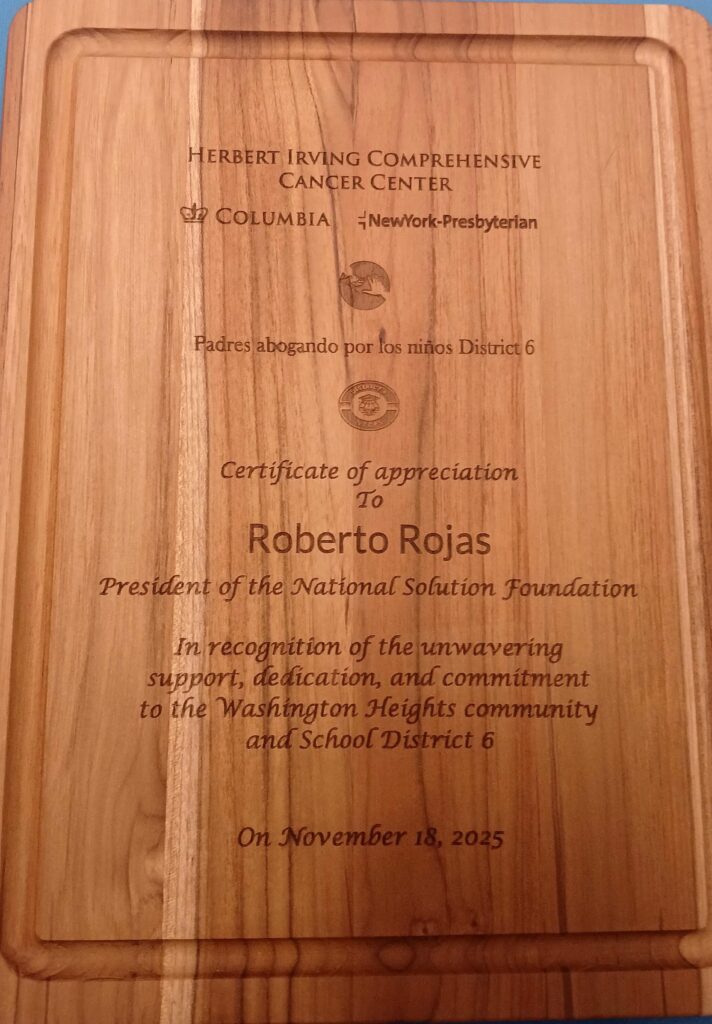 HERBERT IRVING COMPREHENSIVE
CANCER CENTER
COLUMBIA NewYork-Presbyterian
Padres abogando por los niños District 6
Certificate of appreciation
To
Roberto Rojas
President of the National Solution Foundation
In recognition of the unwavering
support, dedication, and commitment
to the Washington Heights community
and School District 6
On November 18, 2025